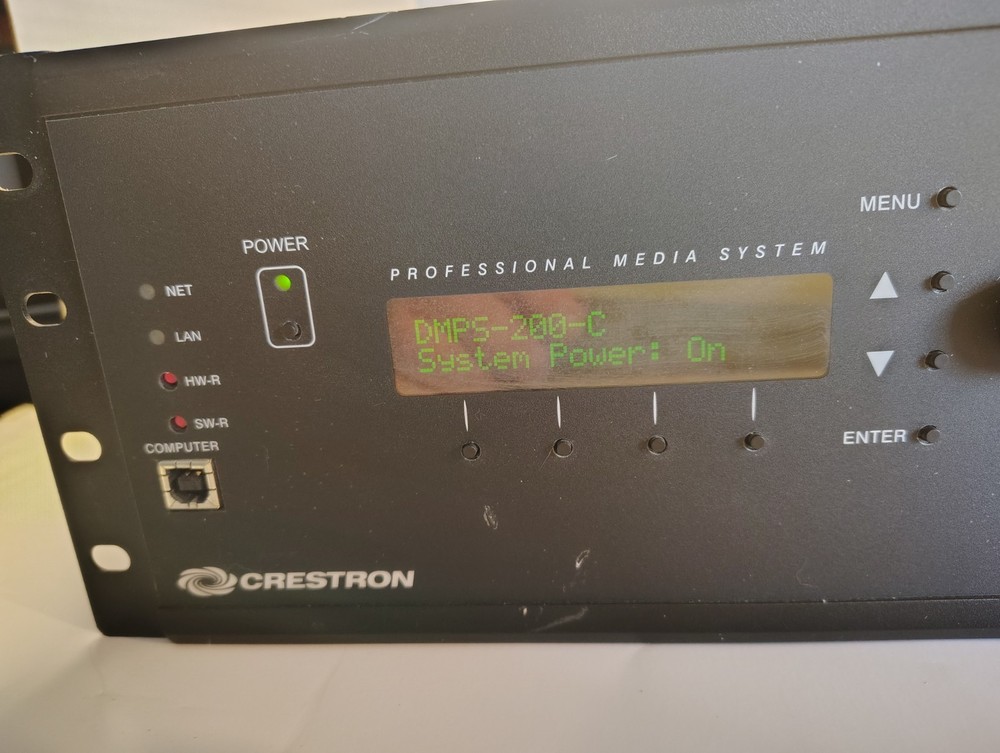 POWER
NET
LAN
HW-R
SW-R
COMPUTER
PROFESSIONAL MEDIA SYSTEM
DMPS-200-C
System Power: On
MENU
ENTER
CRESTRON